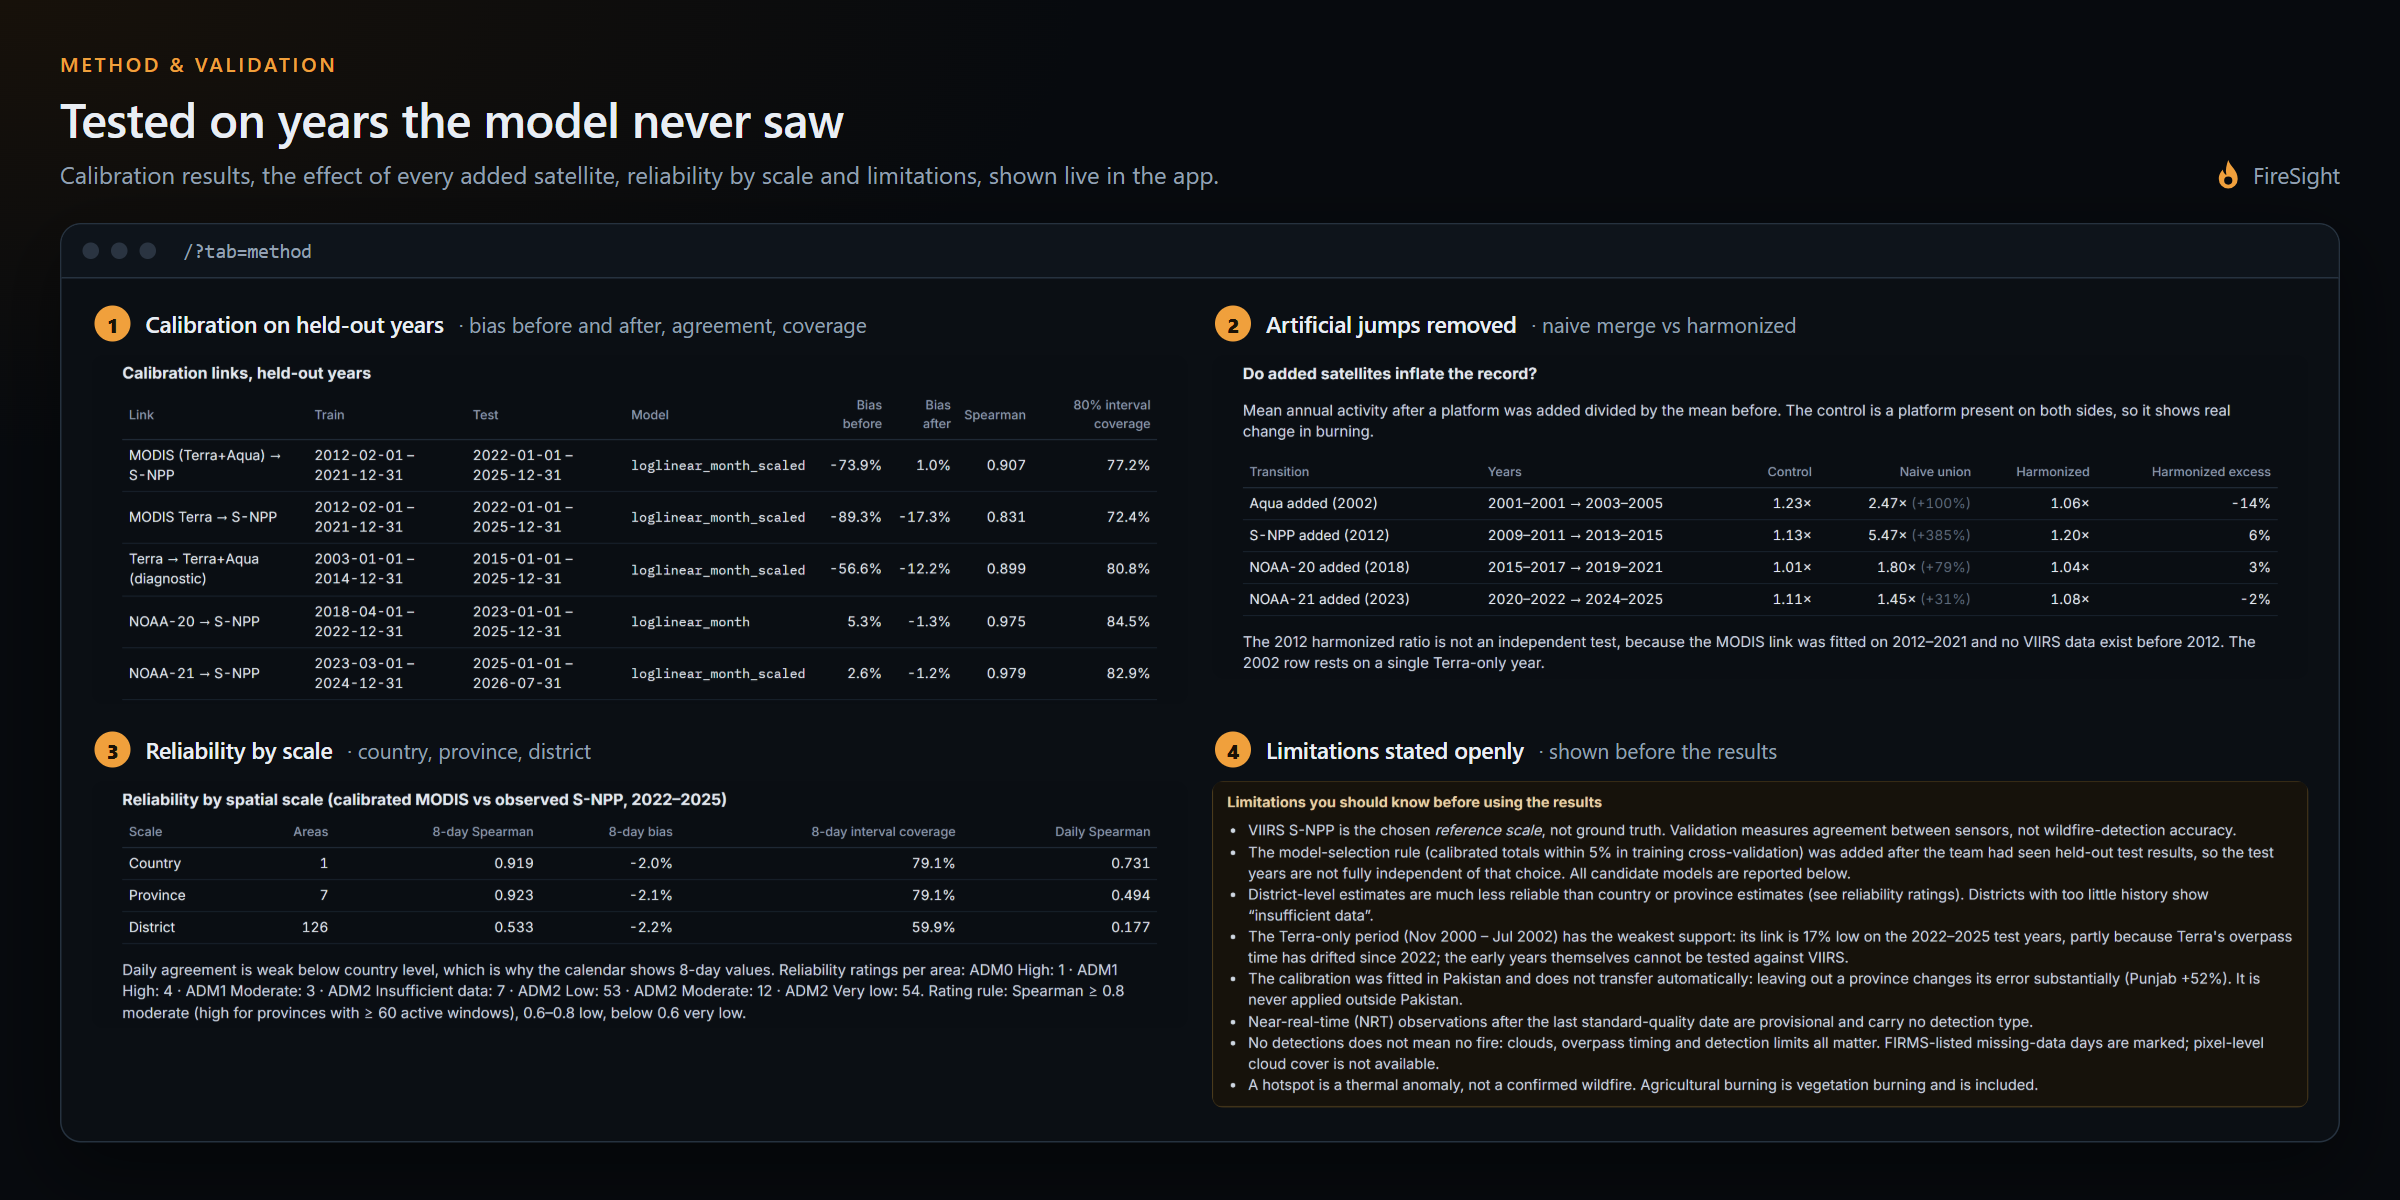 METHOD & VALIDATION
Tested on years the model never saw
Calibration results, the effect of every added satellite, reliability by scale and limitations, shown live in the app.
FireSight
/?tab=method
1 Calibration on held-out years · bias before and after, agreement, coverage
Calibration links, held-out years
Link Train Test Model Bias before Bias after Spearman 80% interval coverage
MODIS (Terra+Aqua) → S-NPP 2012-02-01 – 2021-12-31 2022-01-01 – 2025-12-31 loglinear_month_scaled -73.9% 1.0% 0.907 77.2%
MODIS Terra → S-NPP 2012-02-01 – 2021-12-31 2022-01-01 – 2025-12-31 loglinear_month_scaled -89.3% -17.3% 0.831 72.4%
Terra → Terra+Aqua (diagnostic) 2003-01-01 – 2014-12-31 2015-01-01 – 2025-12-31 loglinear_month_scaled -56.6% -12.2% 0.899 80.8%
NOAA-20 → S-NPP 2018-04-01 – 2022-12-31 2023-01-01 – 2025-12-31 loglinear_month 5.3% -1.3% 0.975 84.5%
NOAA-21 → S-NPP 2023-03-01 – 2024-12-31 2025-01-01 – 2026-07-31 loglinear_month_scaled 2.6% -1.2% 0.979 82.9%
2 Artificial jumps removed · naive merge vs harmonized
Do added satellites inflate the record?
Mean annual activity after a platform was added divided by the mean before. The control is a platform present on both sides, so it shows real
change in burning.
Transition Years Control Naive union Harmonized Harmonized excess
Aqua added (2002) 2001–2001 → 2003–2005 1.23× 2.47× (+100%) 1.06× -14%
S-NPP added (2012) 2009–2011 → 2013–2015 1.13× 5.47× (+385%) 1.20× 6%
NOAA-20 added (2018) 2015–2017 → 2019–2021 1.01× 1.80× (+79%) 1.04× 3%
NOAA-21 added (2023) 2020–2022 → 2024–2025 1.11× 1.45× (+31%) 1.08× -2%
The 2012 harmonized ratio is not an independent test, because the MODIS link was fitted on 2012–2021 and no VIIRS data exist before 2012. The
2002 row rests on a single Terra-only year.
3 Reliability by scale · country, province, district
Reliability by spatial scale (calibrated MODIS vs observed S-NPP, 2022–2025)
Scale Areas 8-day Spearman 8-day bias 8-day interval coverage Daily Spearman
Country 1 0.919 -2.0% 79.1% 0.731
Province 7 0.923 -2.1% 79.1% 0.494
District 126 0.533 -2.2% 59.9% 0.177
Daily agreement is weak below country level, which is why the calendar shows 8-day values. Reliability ratings per area: ADM0 High: 1 · ADM1
High: 4 · ADM1 Moderate: 3 · ADM2 Insufficient data: 7 · ADM2 Low: 53 · ADM2 Moderate: 12 · ADM2 Very low: 54. Rating rule: Spearman ≥ 0.8
moderate (high for provinces with ≥ 60 active windows), 0.6–0.8 low, below 0.6 very low.
4 Limitations stated openly · shown before the results
Limitations you should know before using the results
• VIIRS S-NPP is the chosen reference scale, not ground truth. Validation measures agreement between sensors, not wildfire-detection accuracy.
• The model-selection rule (calibrated totals within 5% in training cross-validation) was added after the team had seen held-out test results, so the test
years are not fully independent of that choice. All candidate models are reported below.
• District-level estimates are much less reliable than country or province estimates (see reliability ratings). Districts with too little history show
“insufficient data”.
• The Terra-only period (Nov 2000 – Jul 2002) has the weakest support: its link is 17% low on the 2022–2025 test years, partly because Terra's overpass
time has drifted since 2022; the early years themselves cannot be tested against VIIRS.
• The calibration was fitted in Pakistan and does not transfer automatically: leaving out a province changes its error substantially (Punjab +52%). It is
never applied outside Pakistan.
• Near-real-time (NRT) observations after the last standard-quality date are provisional and carry no detection type.
• No detections does not mean no fire: clouds, overpass timing and detection limits all matter. FIRMS-listed missing-data days are marked; pixel-level
cloud cover is not available.
• A hotspot is a thermal anomaly, not a confirmed wildfire. Agricultural burning is vegetation burning and is included.